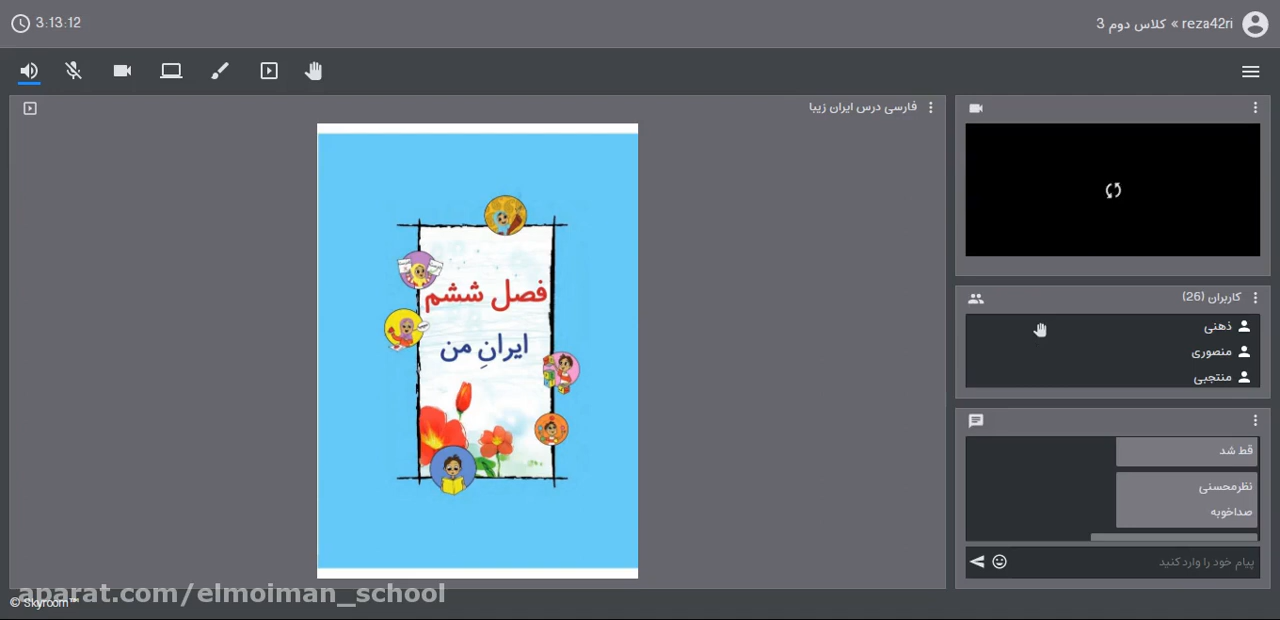 3:13:12
reza42ri » کلاس دوم 3
فارسی درس ایران زیبا
فصل ششم
ایرانِ من
کاربران (26)
ذهنی
منصوری
منتجبی
قط شد
نظرمحسنی
صداخوبه
پیام خود را وارد کنید
aparat.com/elmoiman_school
© Skyroom™